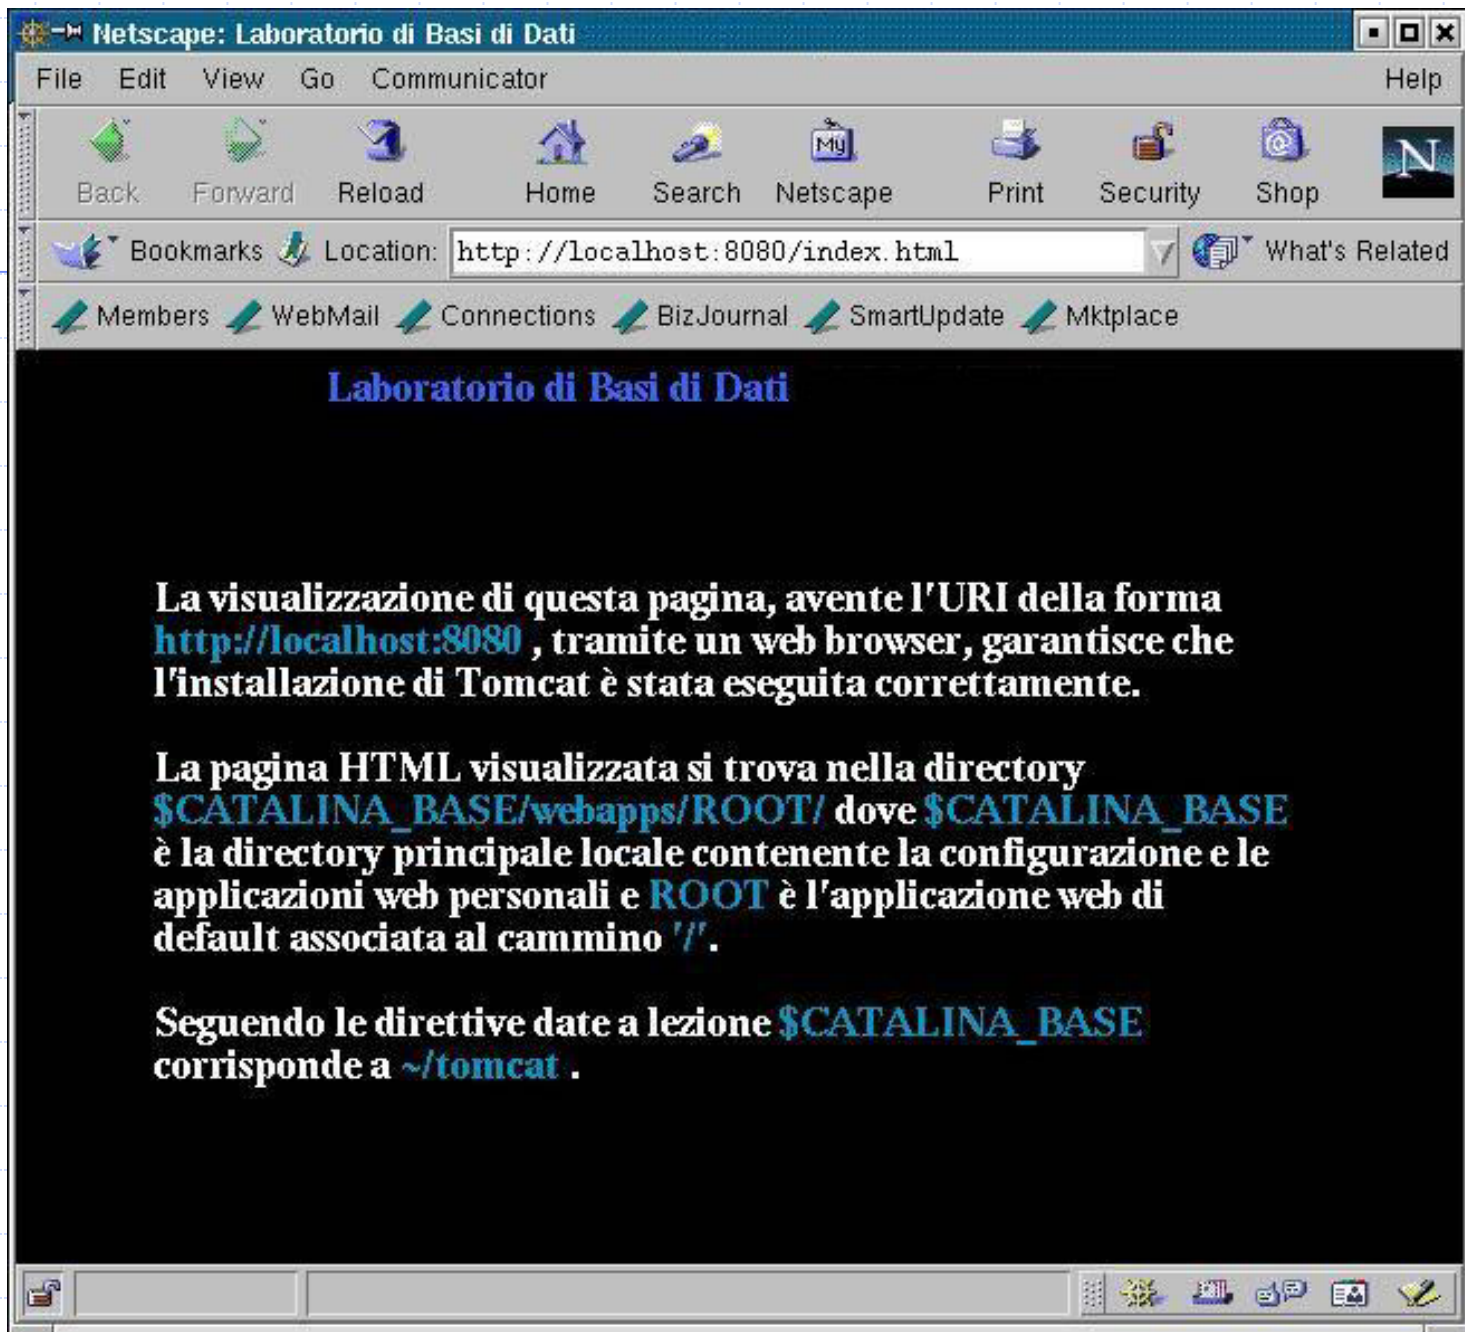 Netscape: Laboratorio di Basi di Dati
File Edit View Go Communicator Help
Back Forward Reload Home Search Netscape Print Security Shop
My
N
Bookmarks Location: http://localhost:8080/index.html What's Related
Members WebMail Connections BizJournal SmartUpdate Mktplace
Laboratorio di Basi di Dati
La visualizzazione di questa pagina, avente l'URI della forma
http://localhost:8080 , tramite un web browser, garantisce che
l'installazione di Tomcat è stata eseguita correttamente.
La pagina HTML visualizzata si trova nella directory
$CATALINA_BASE/webapps/ROOT/ dove $CATALINA_BASE
è la directory principale locale contenente la configurazione e le
applicazioni web personali e ROOT è l'applicazione web di
default associata al cammino '/'.
Seguendo le direttive date a lezione $CATALINA_BASE
corrisponde a ~/tomcat .